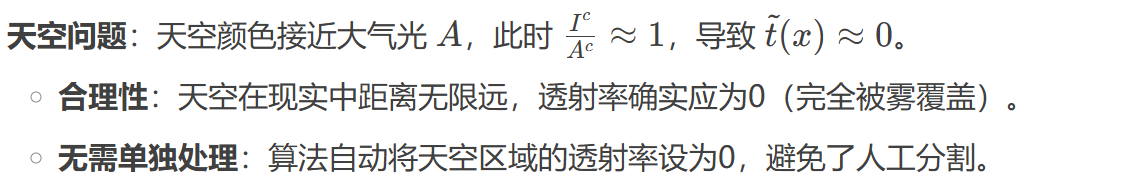 天空问题：天空颜色接近大气光 $A$，此时 $\frac{I^c}{A^c} \approx 1$，导致 $\tilde{t}(x) \approx 0$。
○ 合理性：天空在现实中距离无限远，透射率确实应为0（完全被雾覆盖）。
○ 无需单独处理：算法自动将天空区域的透射率设为0，避免了人工分割。